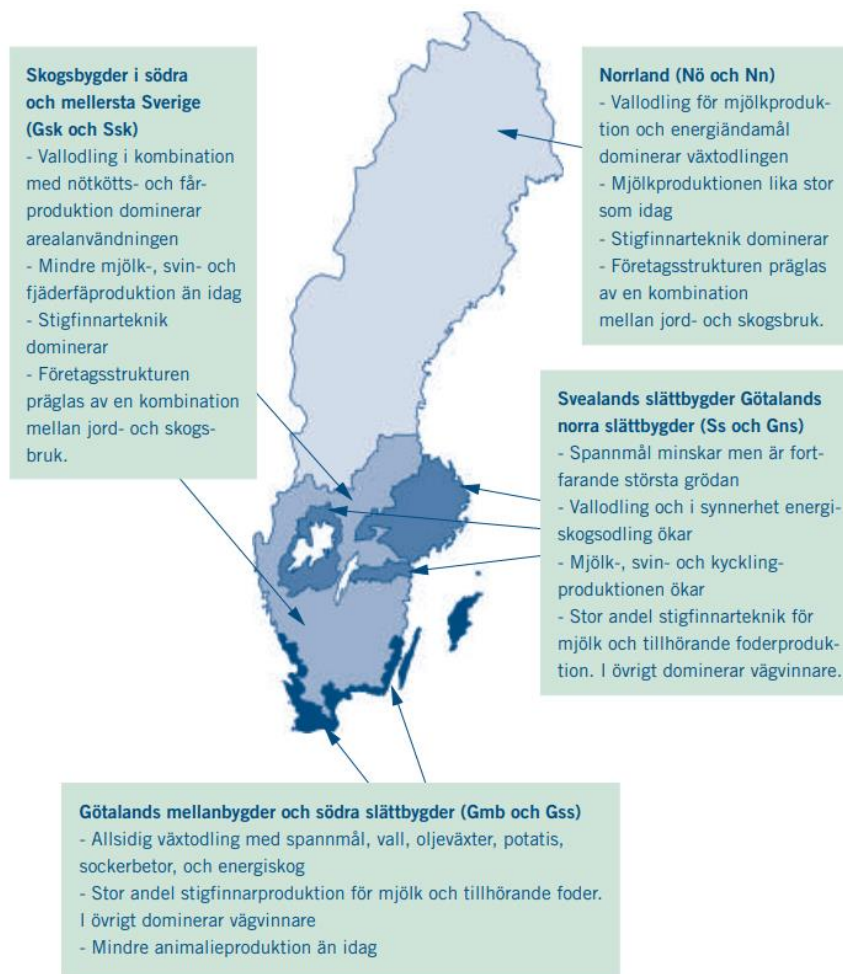 Skogsbygder i södra
och mellersta Sverige
(Gsk och Ssk)
- Vallodling i kombination
med nötkötts- och får-
produktion dominerar
arealanvändningen
- Mindre mjölk-, svin- och
fjäderfäproduktion än idag
- Stigfinnarteknik
dominerar
- Företagsstrukturen
präglas av en kombination
mellan jord- och skogs-
bruk.
Norrland (Nö och Nn)
- Vallodling för mjölkproduk-
tion och energiändamål
dominerar växtodlingen
- Mjölkproduktionen lika stor
som idag
- Stigfinnarteknik dominerar
- Företagsstrukturen präglas
av en kombination
mellan jord- och skogsbruk.
Svealands slättbygder Götalands
norra slättbygder (Ss och Gns)
- Spannmål minskar men är fort-
farande största grödan
- Vallodling och i synnerhet energi-
skogsodling ökar
- Mjölk-, svin- och kyckling-
produktionen ökar
- Stor andel stigfinnarteknik för
mjölk och tillhörande foderproduk-
tion. I övrigt dominerar vägvinnare.
Götalands mellanbygder och södra slättbygder (Gmb och Gss)
- Allsidig växtodling med spannmål, vall, oljeväxter, potatis,
sockerbetor, och energiskog
- Stor andel stigfinnarproduktion för mjölk och tillhörande foder.
I övrigt dominerar vägvinnare
- Mindre animalieproduktion än idag